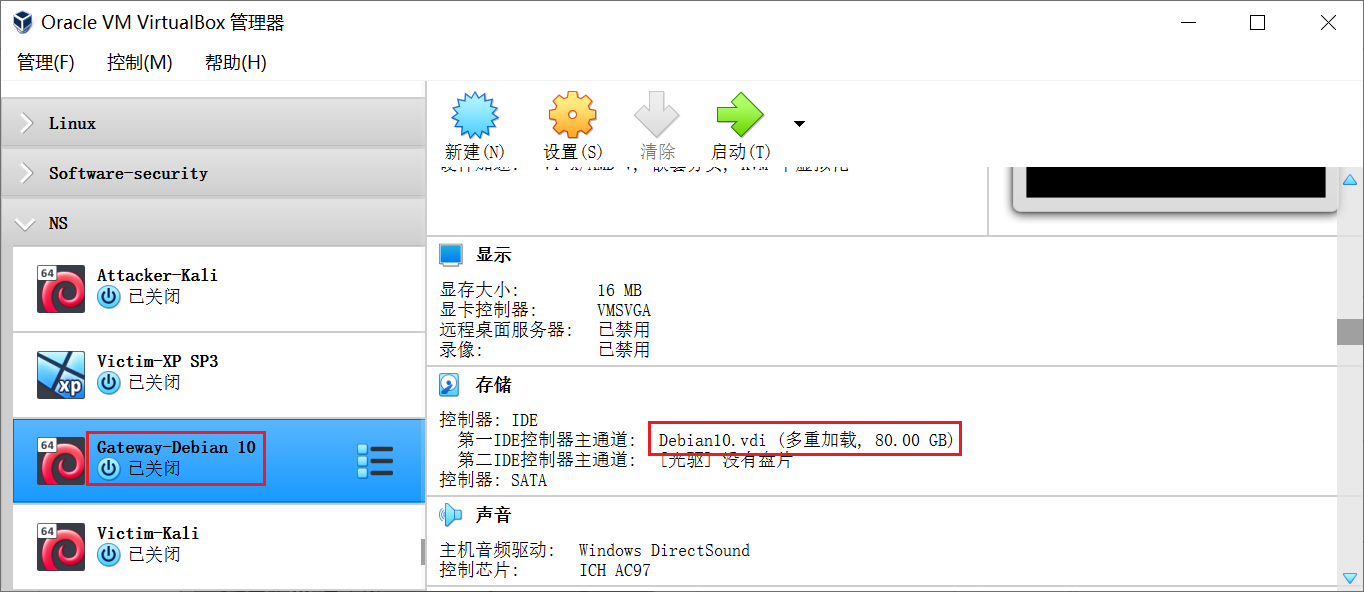 Oracle VM VirtualBox 管理器
管理(F) 控制(M) 帮助(H)
Linux
Software-security
NS
64
Attacker-Kali
已关闭
xp
Victim-XP SP3
已关闭
64
Gateway-Debian 10
已关闭
64
Victim-Kali
已关闭
新建(N) 设置(S) 清除 启动(T)
显示
显存大小: 16 MB
显卡控制器: VMSVGA
远程桌面服务器: 已禁用
录像: 已禁用
存储
控制器: IDE
第一IDE控制器主通道: Debian10.vdi (多重加载, 80.00 GB)
第二IDE控制器主通道: [光驱] 没有盘片
控制器: SATA
声音
主机音频驱动: Windows DirectSound
控制芯片: ICH AC97